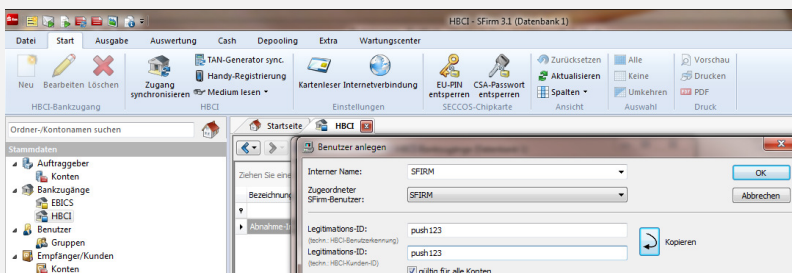 HBCI - SFirm 3.1 (Datenbank 1)
Datei Start Ausgabe Auswertung Cash Depooling Extra Wartungscenter
Neu Bearbeiten Löschen
Zugang synchronisieren
TAN-Generator sync.
Handy-Registrierung
Medium lesen
Kartenleser Internetverbindung
EU-PIN entsperren
CSA-Passwort entsperren
Zurücksetzen
Aktualisieren
Spalten
Alle
Keine
Umkehren
Vorschau
Drucken
PDF
HBCI-Bankzugang HBCI Einstellungen SECCOS-Chipkarte Ansicht Auswahl Druck
Ordner-/Kontonamen suchen
Startseite HBCI
Stammdaten
Auftraggeber
Konten
Bankzugänge
EBICS
HBCI
Benutzer
Gruppen
Empfänger/Kunden
Konten
Ziehen Sie eine
Bezeichnung
Abnahme-In
Benutzer anlegen
Interner Name: SFIRM
Zugeordneter
SFirm-Benutzer: SFIRM
OK
Abbrechen
Legitimations-ID: push123
(techn.: HBCI-Benutzerkennung)
Legitimations-ID: push123
(techn.: HBCI-Kunden-ID)
Kopieren
gültig für alle Konten